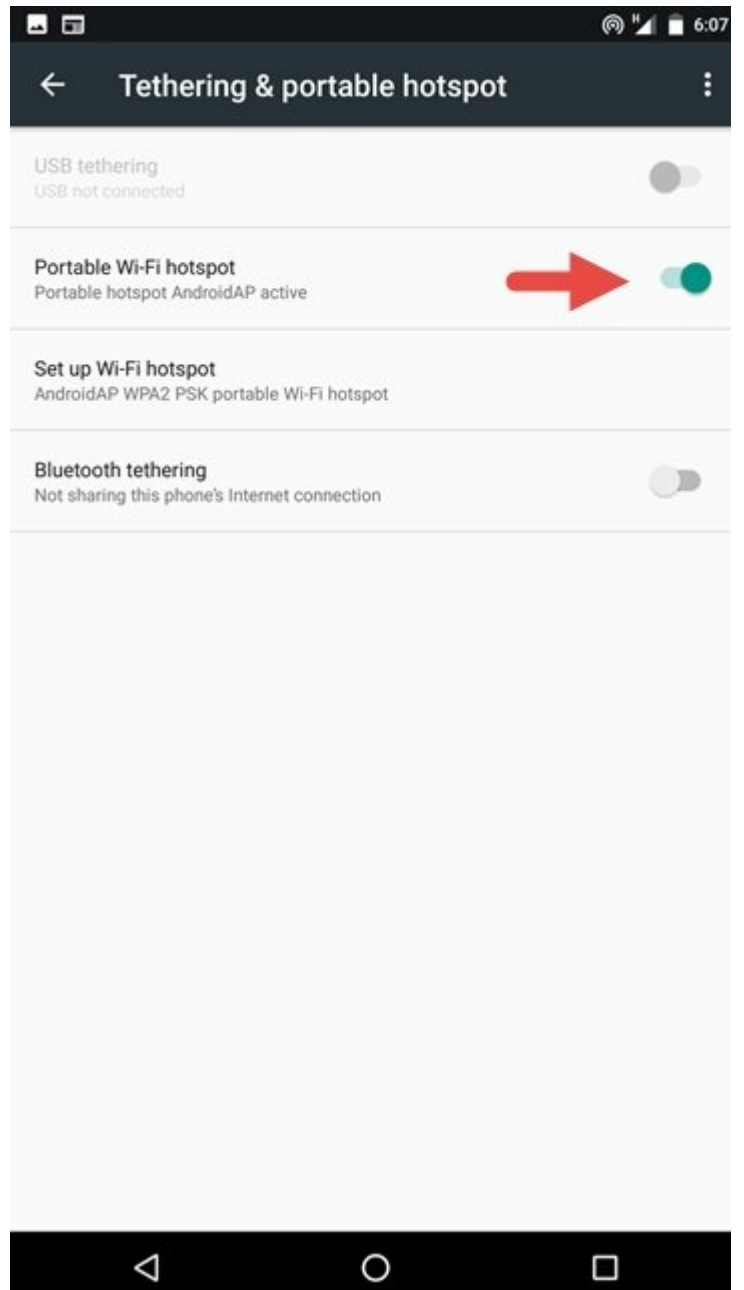 H 6:07
Tethering & portable hotspot
USB tethering
USB not connected
Portable Wi-Fi hotspot
Portable hotspot AndroidAP active
Set up Wi-Fi hotspot
AndroidAP WPA2 PSK portable Wi-Fi hotspot
Bluetooth tethering
Not sharing this phone's Internet connection